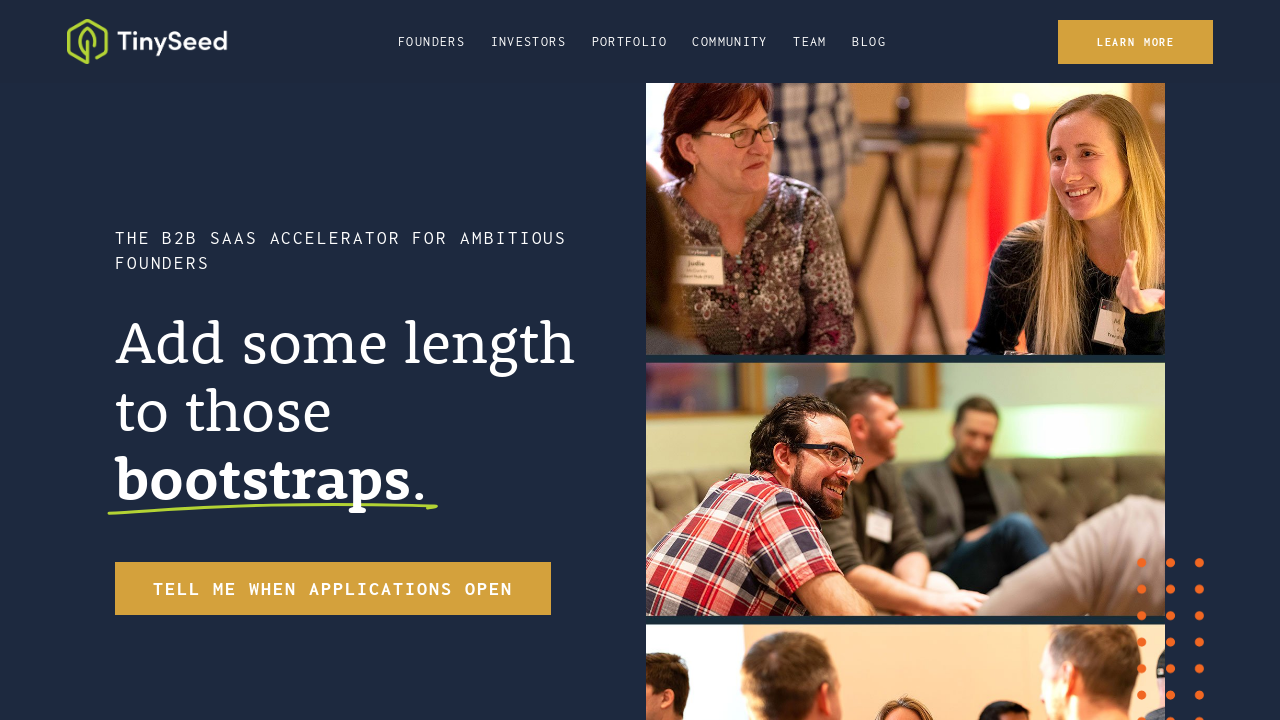 TinySeed
FOUNDERS
INVESTORS
PORTFOLIO
COMMUNITY
TEAM
BLOG
LEARN MORE
THE B2B SAAS ACCELERATOR FOR AMBITIOUS
FOUNDERS
Add some length
to those
bootstraps.
TELL ME WHEN APPLICATIONS OPEN
Judie